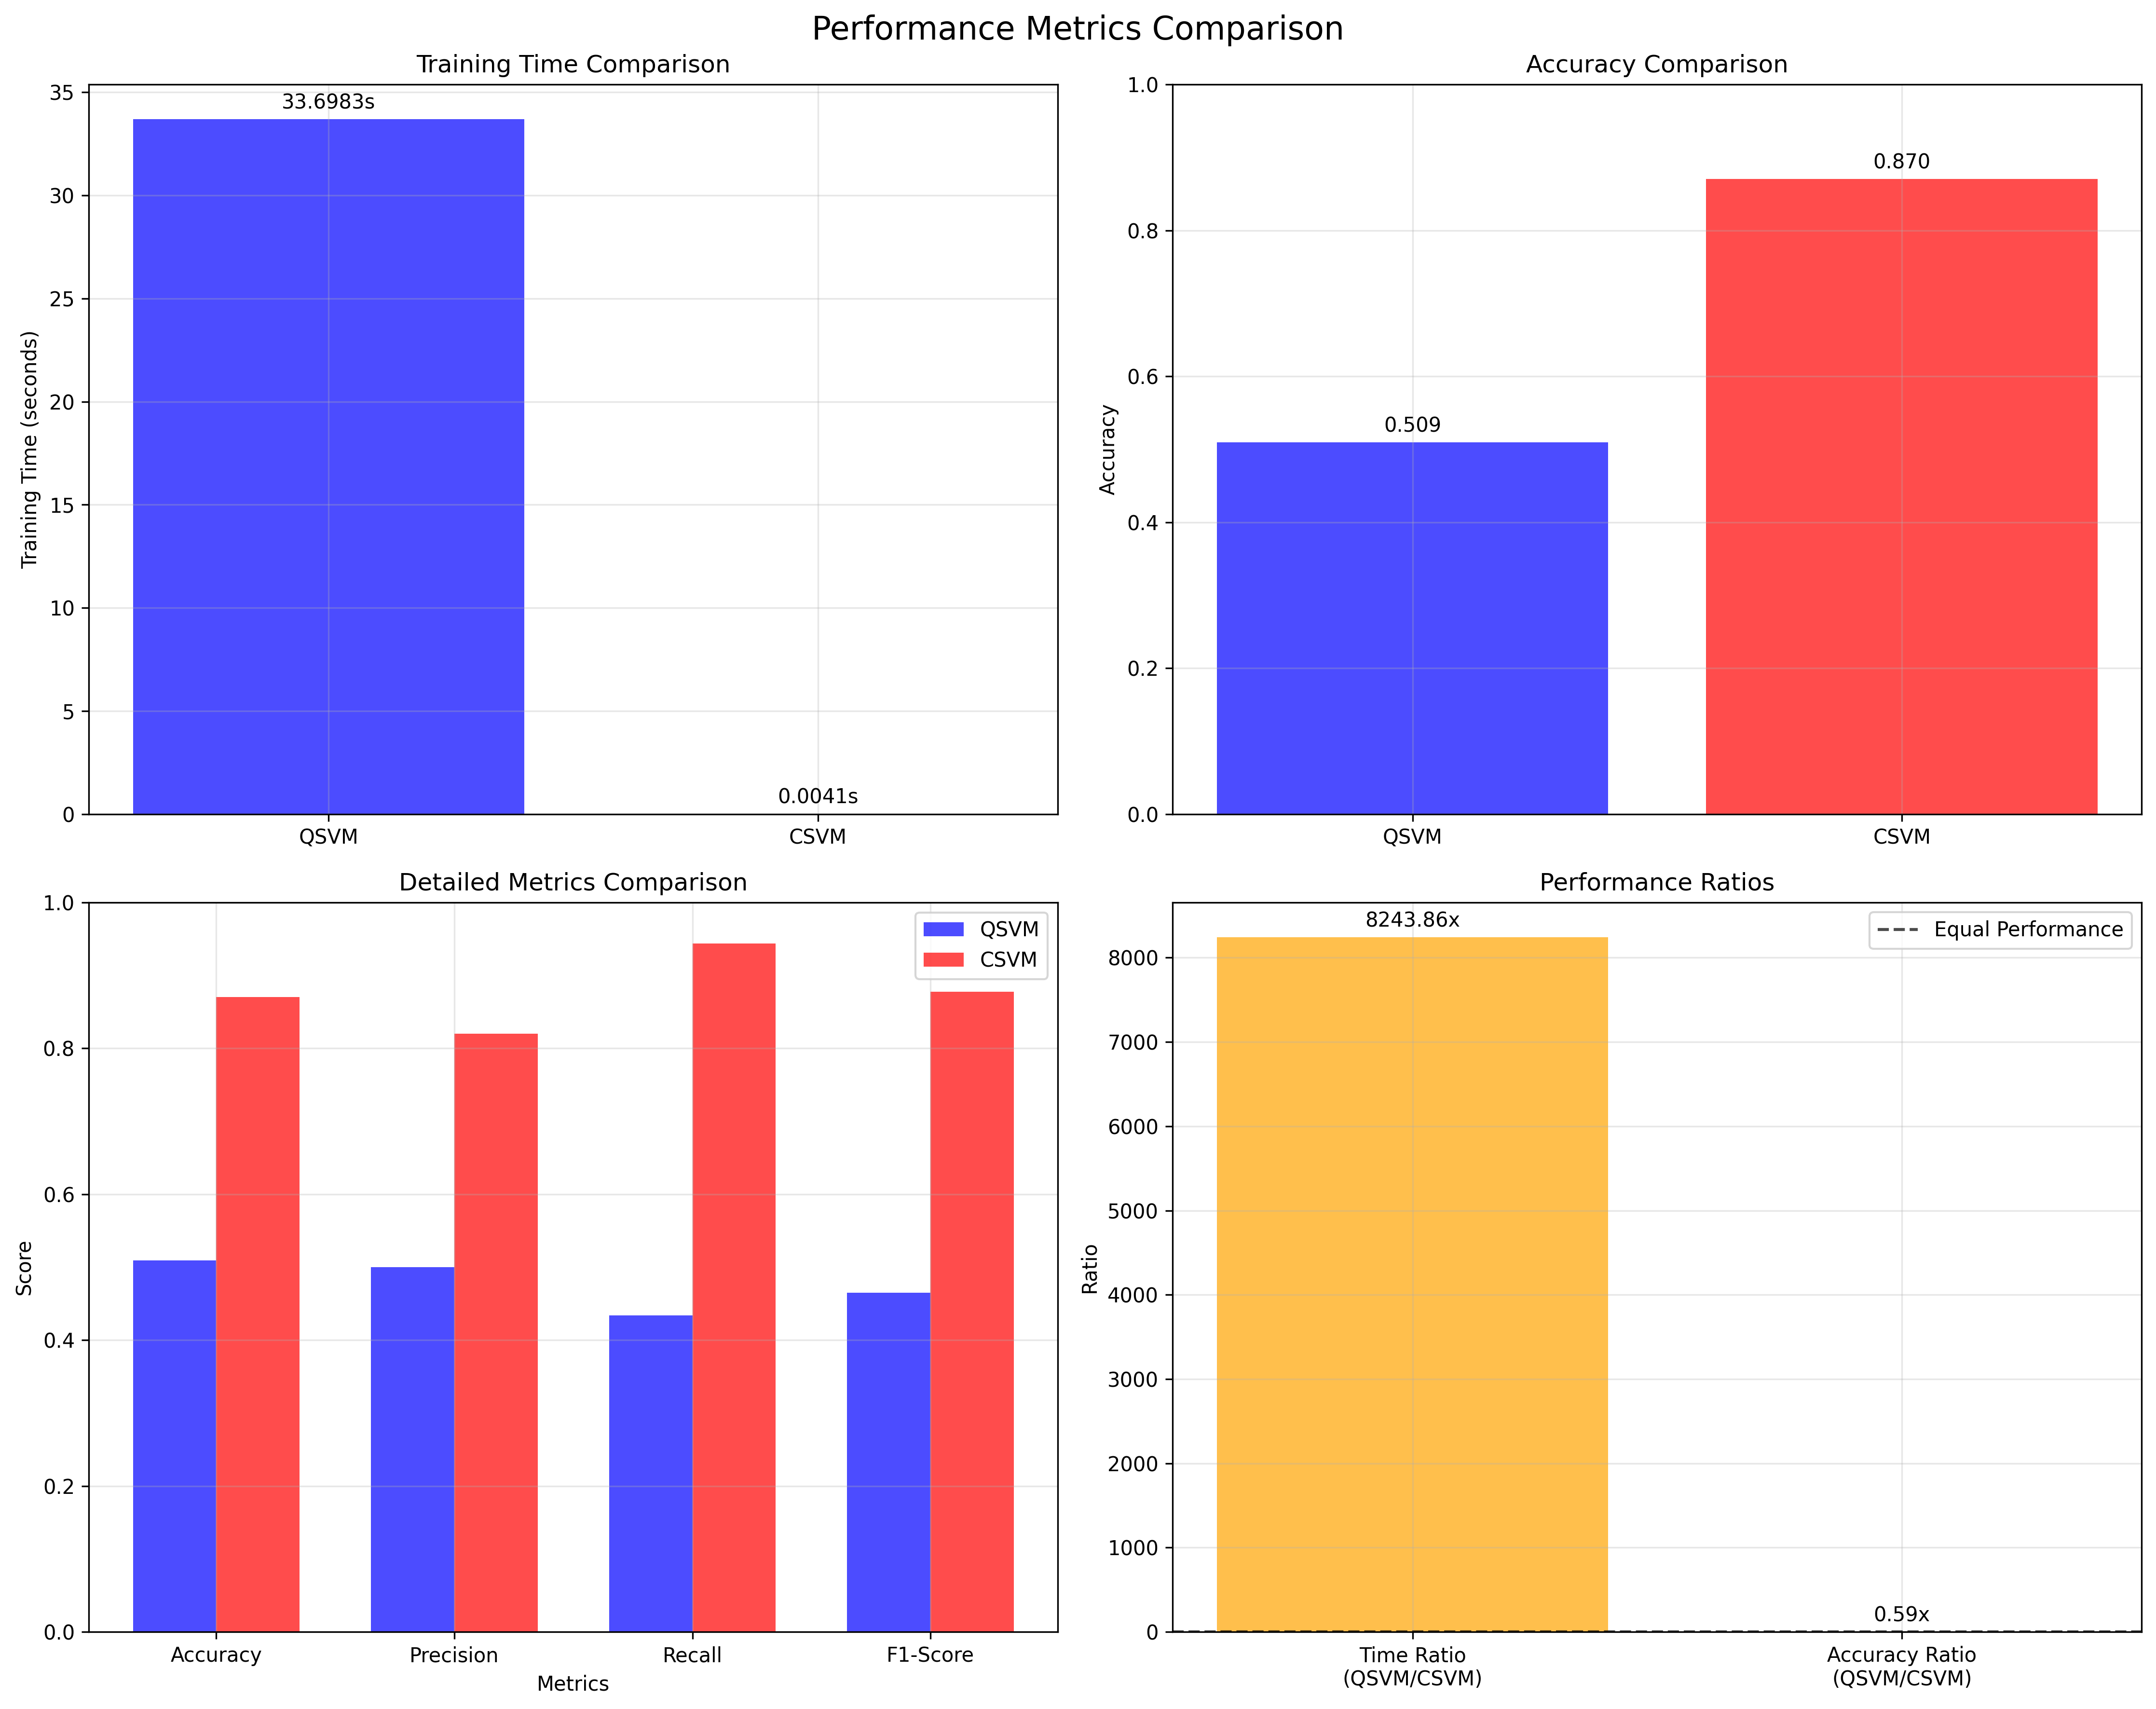 Performance Metrics Comparison
Training Time Comparison
35
30
25
20
15
10
5
0
Training Time (seconds)
33.6983s
0.0041s
QSVM
CSVM
Accuracy Comparison
1.0
0.8
0.6
0.4
0.2
0.0
Accuracy
0.509
0.870
QSVM
CSVM
Detailed Metrics Comparison
1.0
0.8
0.6
0.4
0.2
0.0
Score
QSVM
CSVM
Accuracy
Precision
Recall
F1-Score
Metrics
Performance Ratios
8000
7000
6000
5000
4000
3000
2000
1000
0
Ratio
8243.86x
0.59x
Equal Performance
Time Ratio
(QSVM/CSVM)
Accuracy Ratio
(QSVM/CSVM)